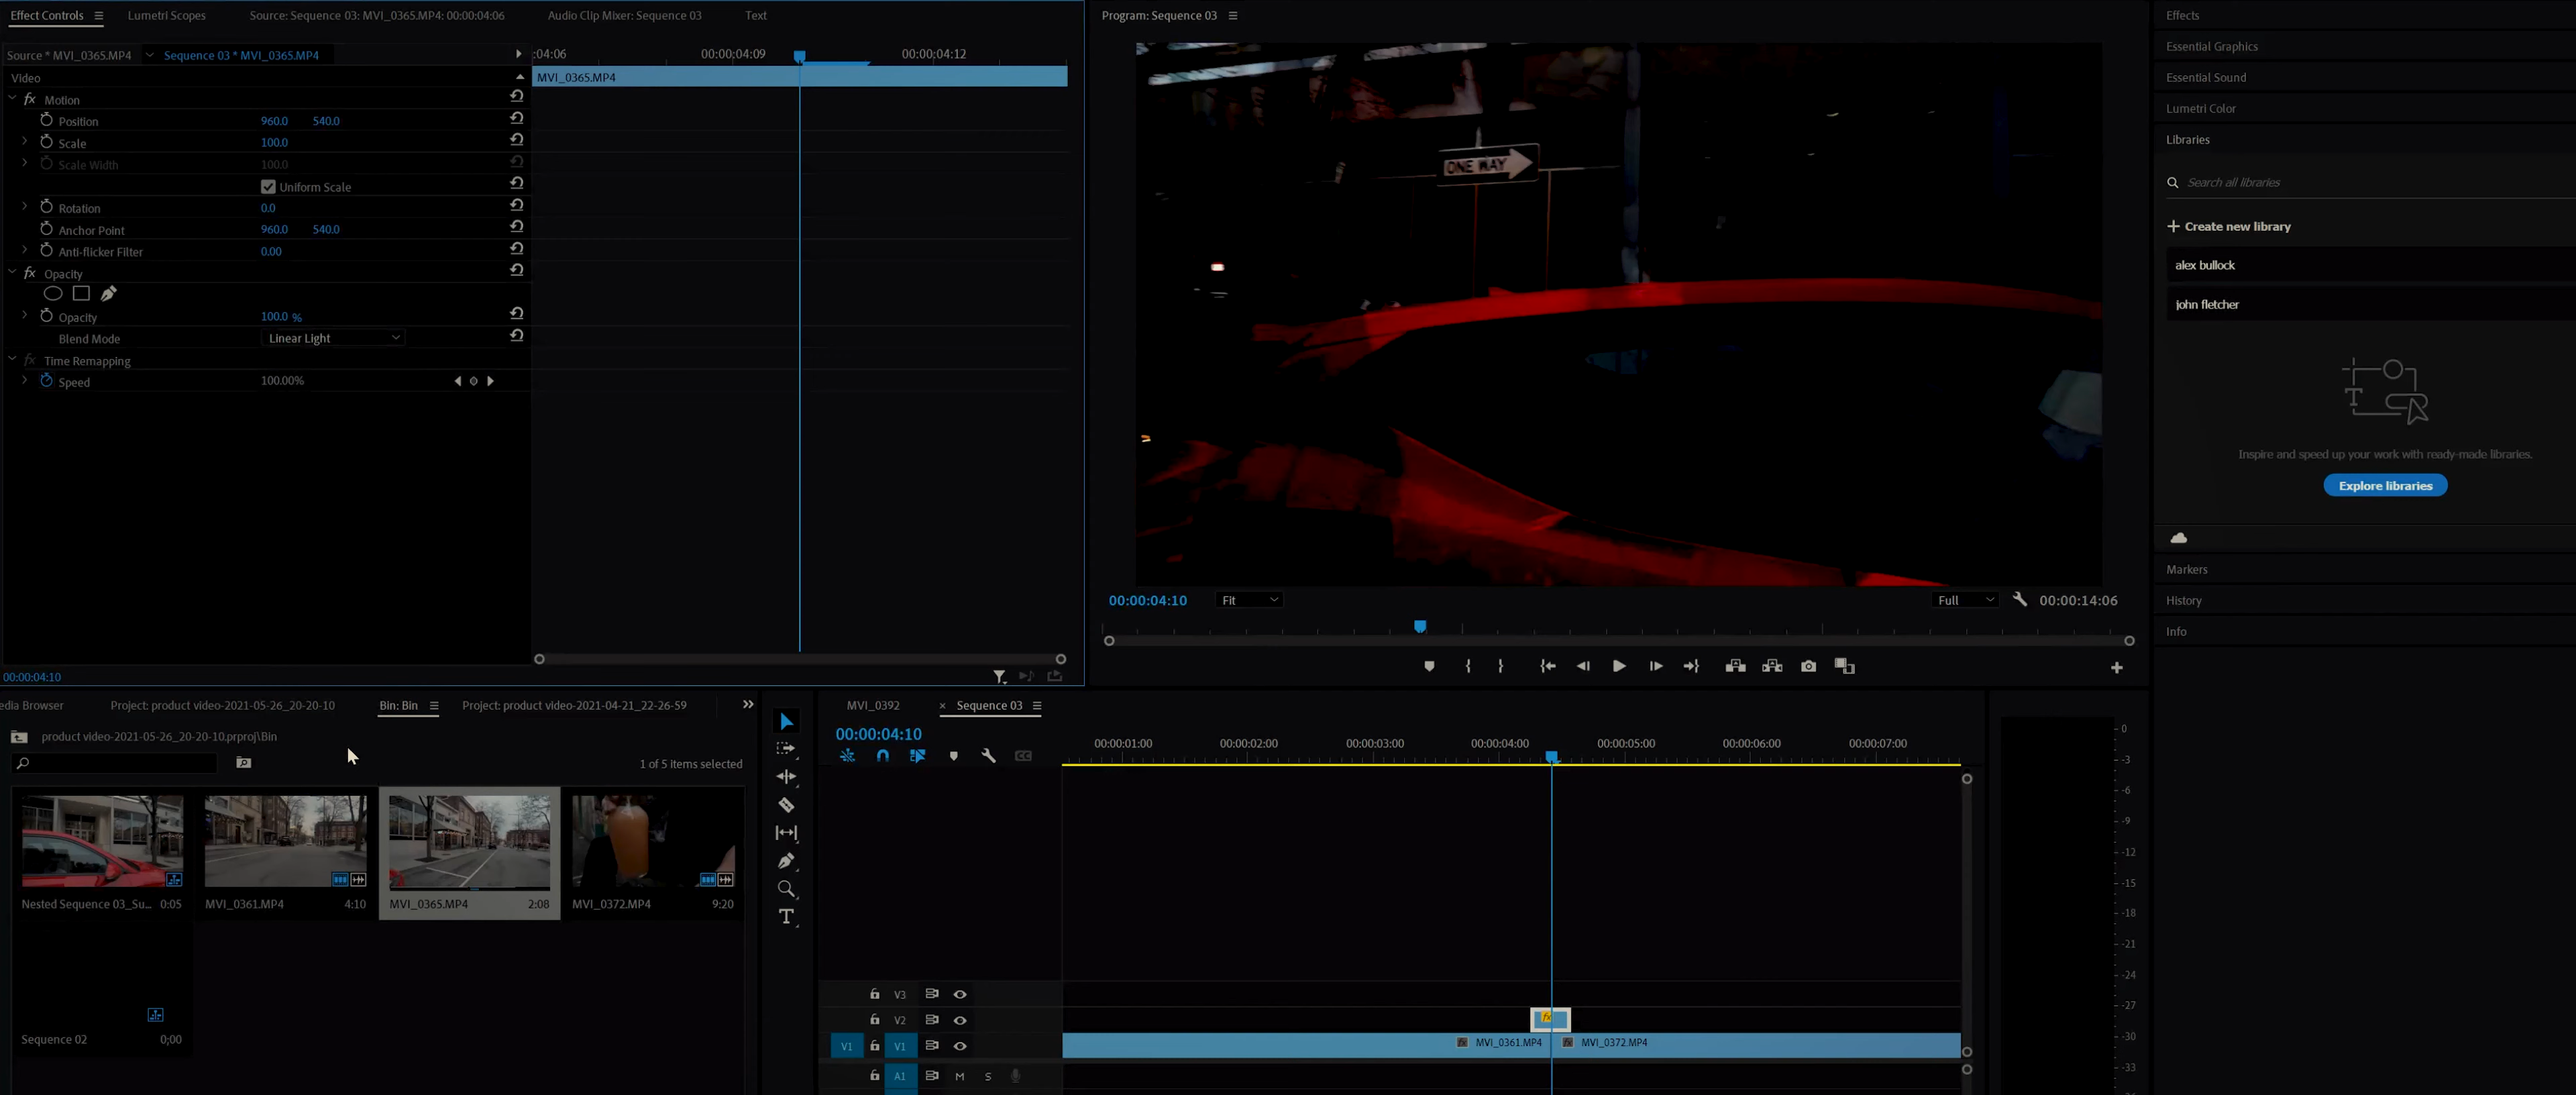 Effect Controls
Lumetri Scopes
Source: Sequence 03: MVI_0365.MP4: 00:00:04:06
Audio Clip Mixer: Sequence 03
Text
Source * MVI_0365.MP4
Sequence 03 * MVI_0365.MP4
:04:06
00:00:04:09
00:00:04:12
Video
MVI_0365.MP4
fx Motion
Position 960.0 540.0
Scale 100.0
Scale Width 100.0
Uniform Scale
Rotation 0.0
Anchor Point 960.0 540.0
Anti-flicker Filter 0.00
fx Opacity
Opacity 100.0 %
Blend Mode Linear Light
fx Time Remapping
Speed 100.00%
00:00:04:10
Program: Sequence 03
ONE WAY
00:00:04:10
Fit
Full
00:00:14:06
Effects
Essential Graphics
Essential Sound
Lumetri Color
Libraries
Search all libraries
+ Create new library
alex bullock
john fletcher
Inspire and speed up your work with ready-made libraries.
Explore libraries
Markers
History
Info
edia Browser
Project: product video-2021-05-26_20-20-10
Bin: Bin
Project: product video-2021-04-21_22-26-59
product video-2021-05-26_20-20-10.prproj\Bin
1 of 5 Items selected
Nested Sequence 03_Su... 0:05
MVI_0361.MP4 4:10
MVI_0365.MP4 2:08
MVI_0372.MP4 9:20
Sequence 02 0;00
MVI_0392
× Sequence 03
00:00:04:10
00:00:01:00
00:00:02:00
00:00:03:00
00:00:04:00
00:00:05:00
00:00:06:00
00:00:07:00
V3
V2
fx
V1 V1
fx MVI_0361.MP4
fx MVI_0372.MP4
A1 M S
0
-3
-6
-9
-12
-15
-18
-21
-24
-27
-30
-33